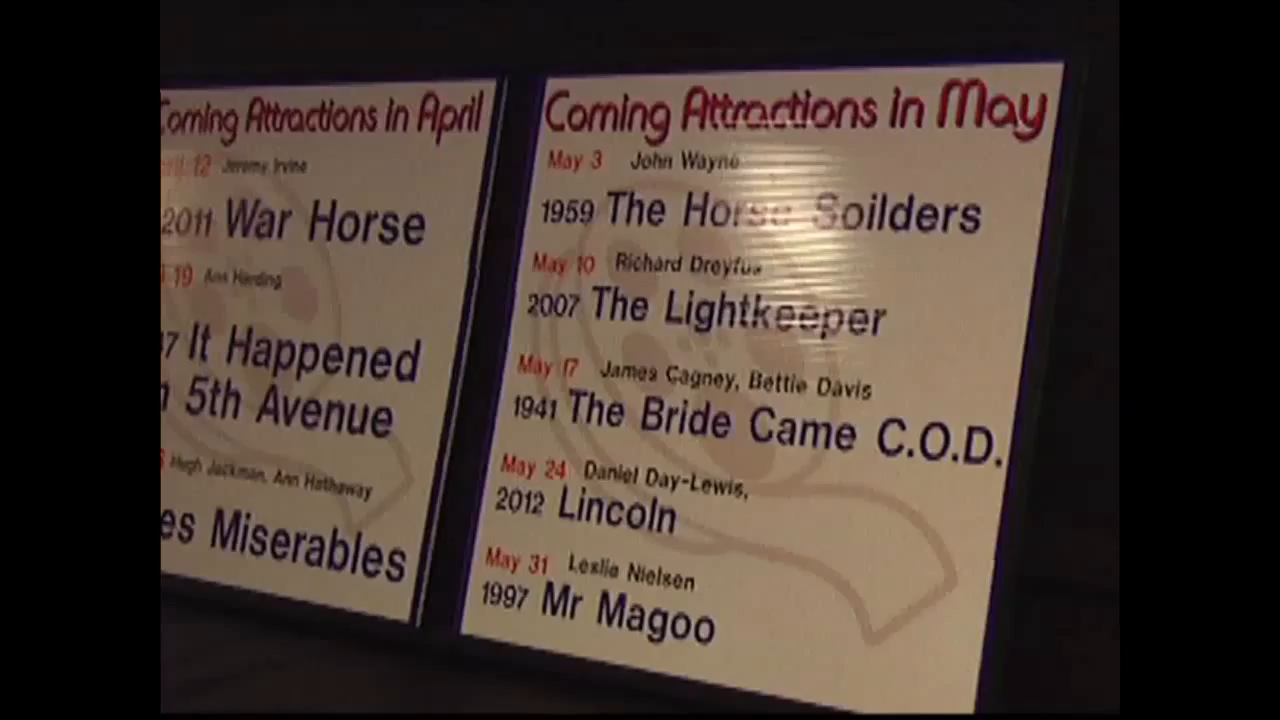 Coming Attractions in April
12 Jeremy Irvine
2011 War Horse
19 Ann Harding
7 It Happened
n 5th Avenue
Hugh Jackman, Ann Hathaway
es Miserables
Coming Attractions in May
May 3 John Wayne
1959 The Horse Soilders
May 10 Richard Dreyfus
2007 The Lightkeeper
May 17 James Cagney, Bettie Davis
1941 The Bride Came C.O.D.
May 24 Daniel Day-Lewis,
2012 Lincoln
May 31 Leslie Nielsen
1997 Mr Magoo